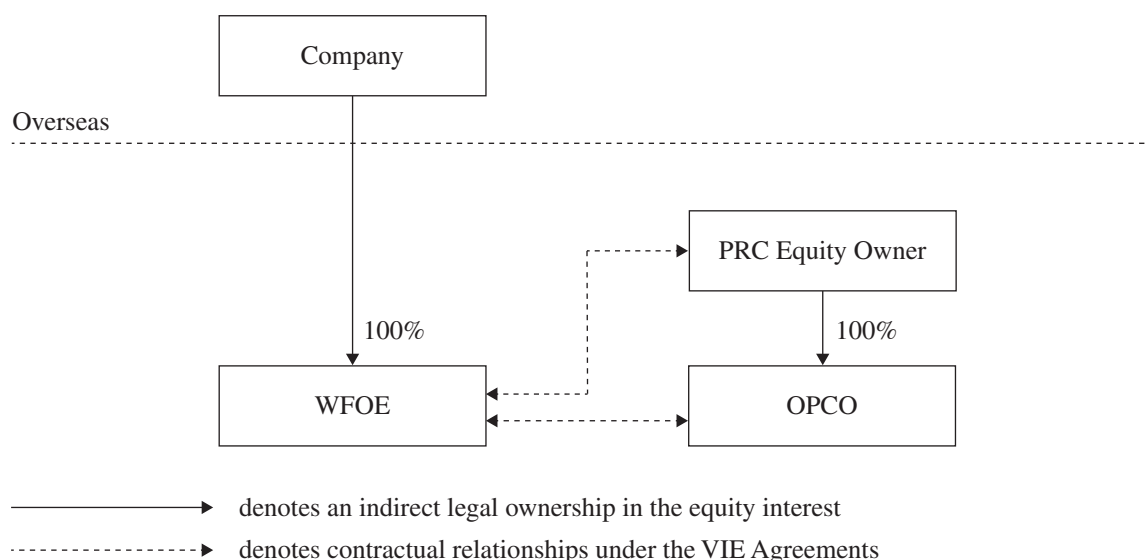 Company
Overseas
PRC Equity Owner
100%
100%
WFOE
OPCO
denotes an indirect legal ownership in the equity interest
denotes contractual relationships under the VIE Agreements